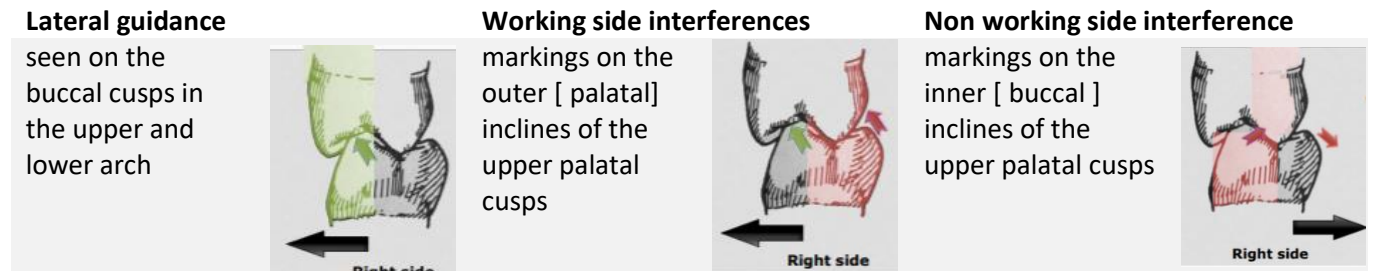 Lateral guidance
seen on the
buccal cusps in
the upper and
lower arch
Right side
Working side interferences
markings on the
outer [ palatal]
inclines of the
upper palatal
cusps
Right side
Non working side interference
markings on the
inner [ buccal ]
inclines of the
upper palatal cusps
Right side